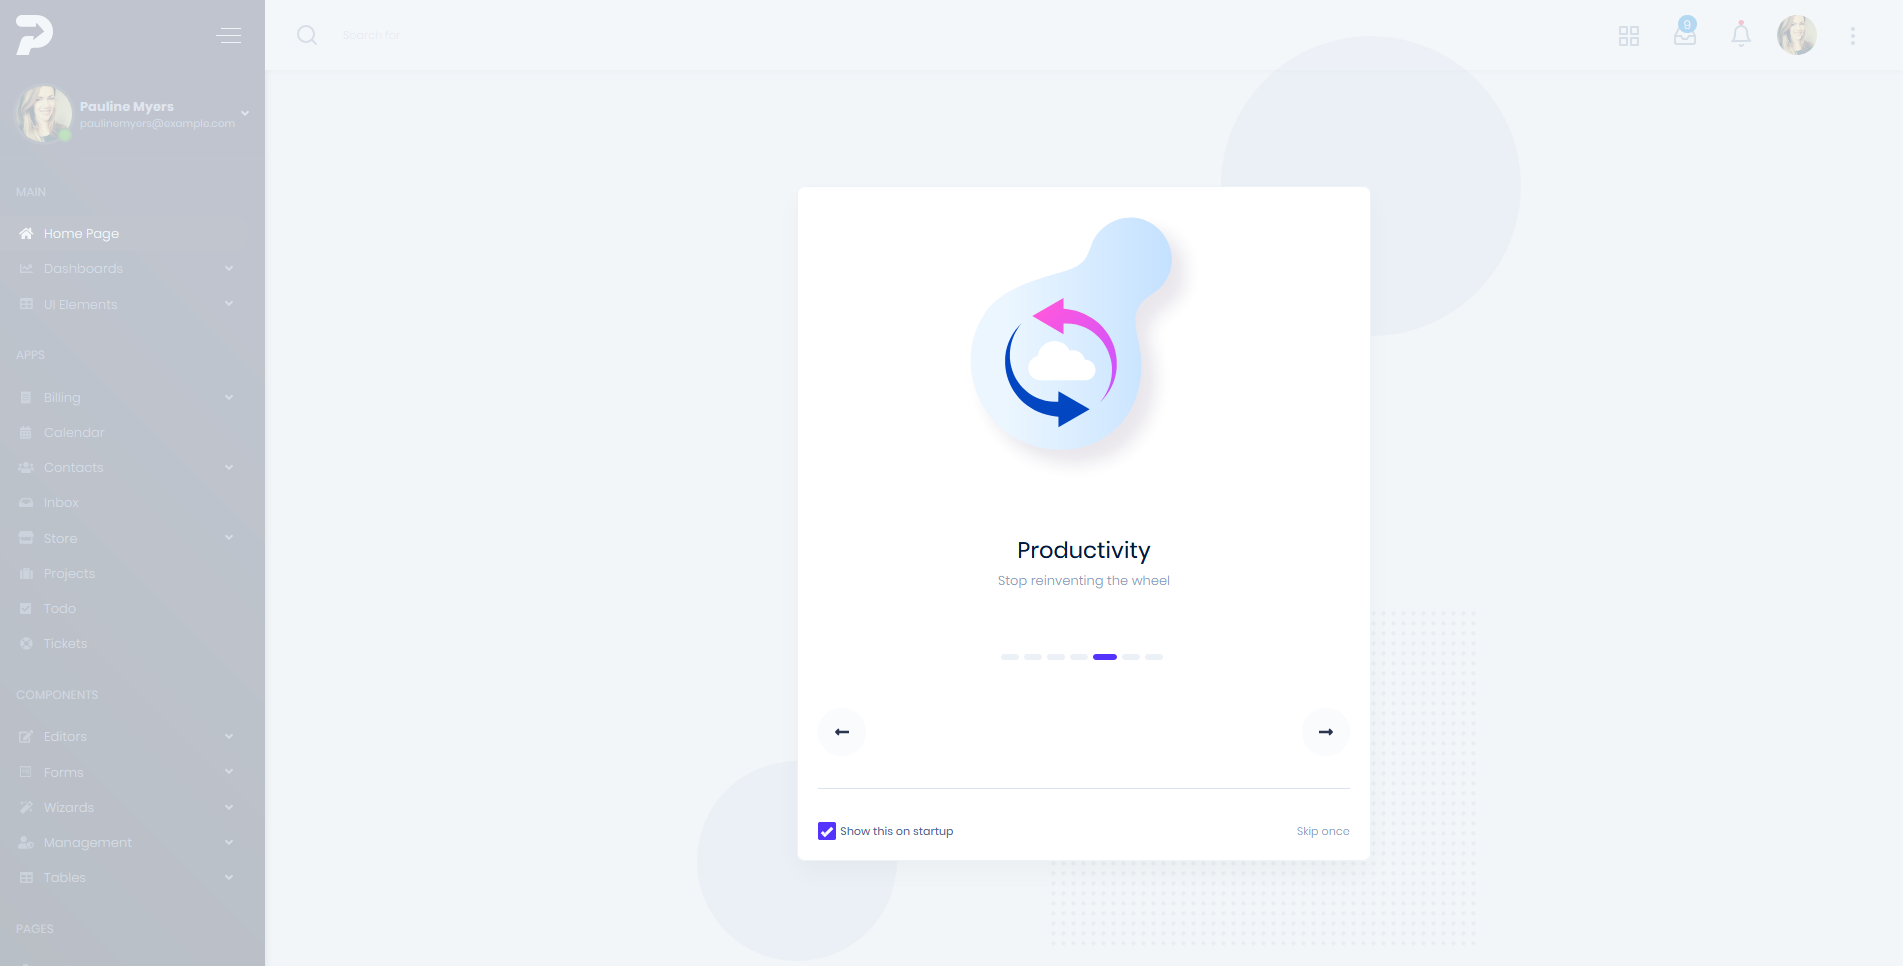 Search for
9
Pauline Myers
paulinemyers@example.com
MAIN
Home Page
Dashboards
UI Elements
APPS
Billing
Calendar
Contacts
Inbox
Store
Projects
Todo
Tickets
COMPONENTS
Editors
Forms
Wizards
Management
Tables
PAGES
Productivity
Stop reinventing the wheel
Show this on startup
Skip once